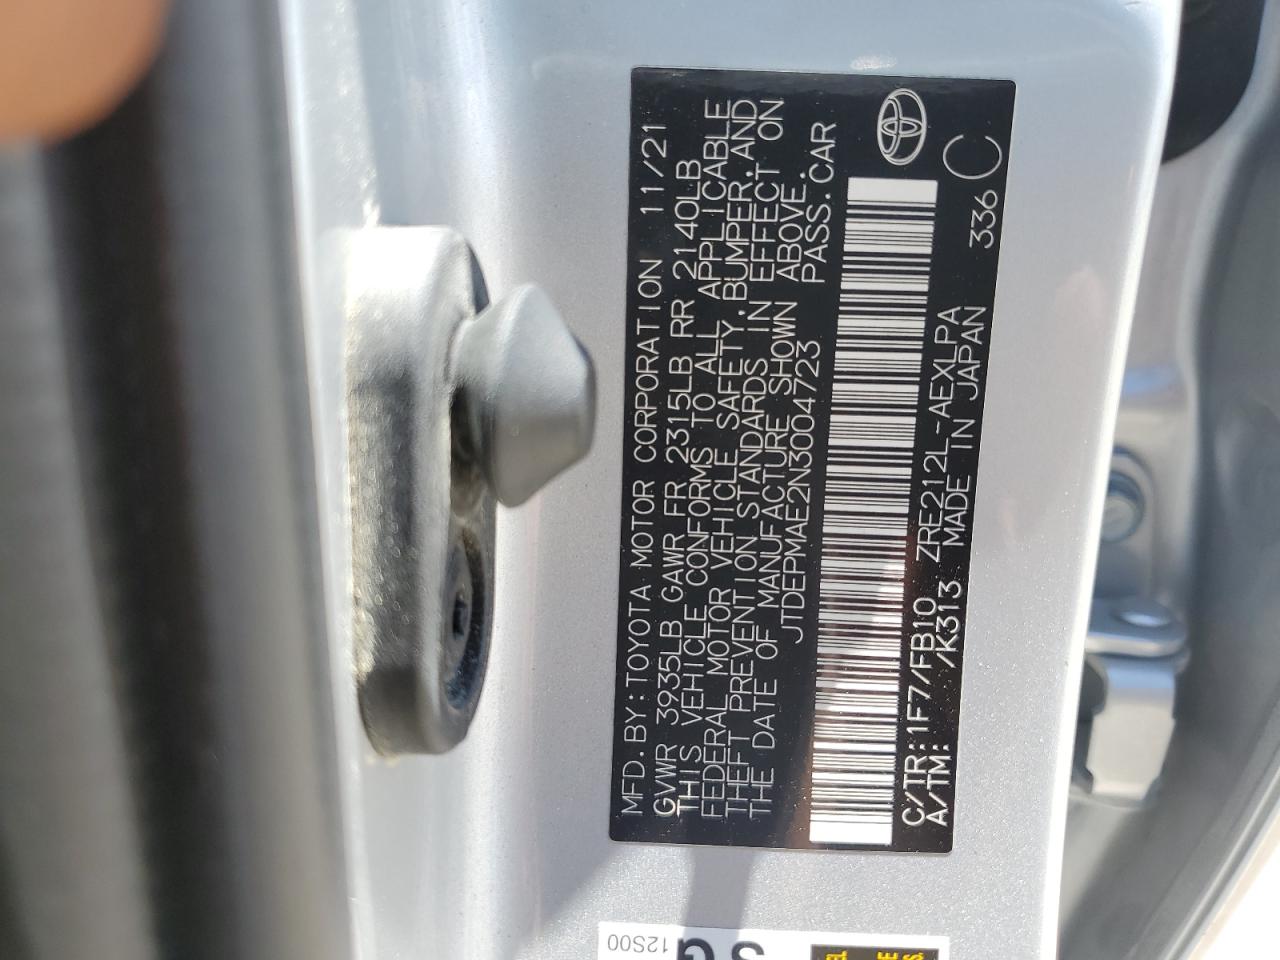 MFD.BY:TOYOTA MOTOR CORPORATION 11/21
GVWR 3935LB GAWR FR 2315LB RR 2140LB
THIS VEHICLE CONFORMS TO ALL APPLICABLE
FEDERAL MOTOR VEHICLE SAFETY,BUMPER,AND
THEFT PREVENTION STANDARDS IN EFFECT ON
THE DATE OF MANUFACTURE SHOWN ABOVE.
JTDEPMAE2N3004723 PASS.CAR
C/TR:1F7/FB10 ZRE212L-AEXLPA
A/TM: /K313 MADE IN JAPAN 336 C
12S00